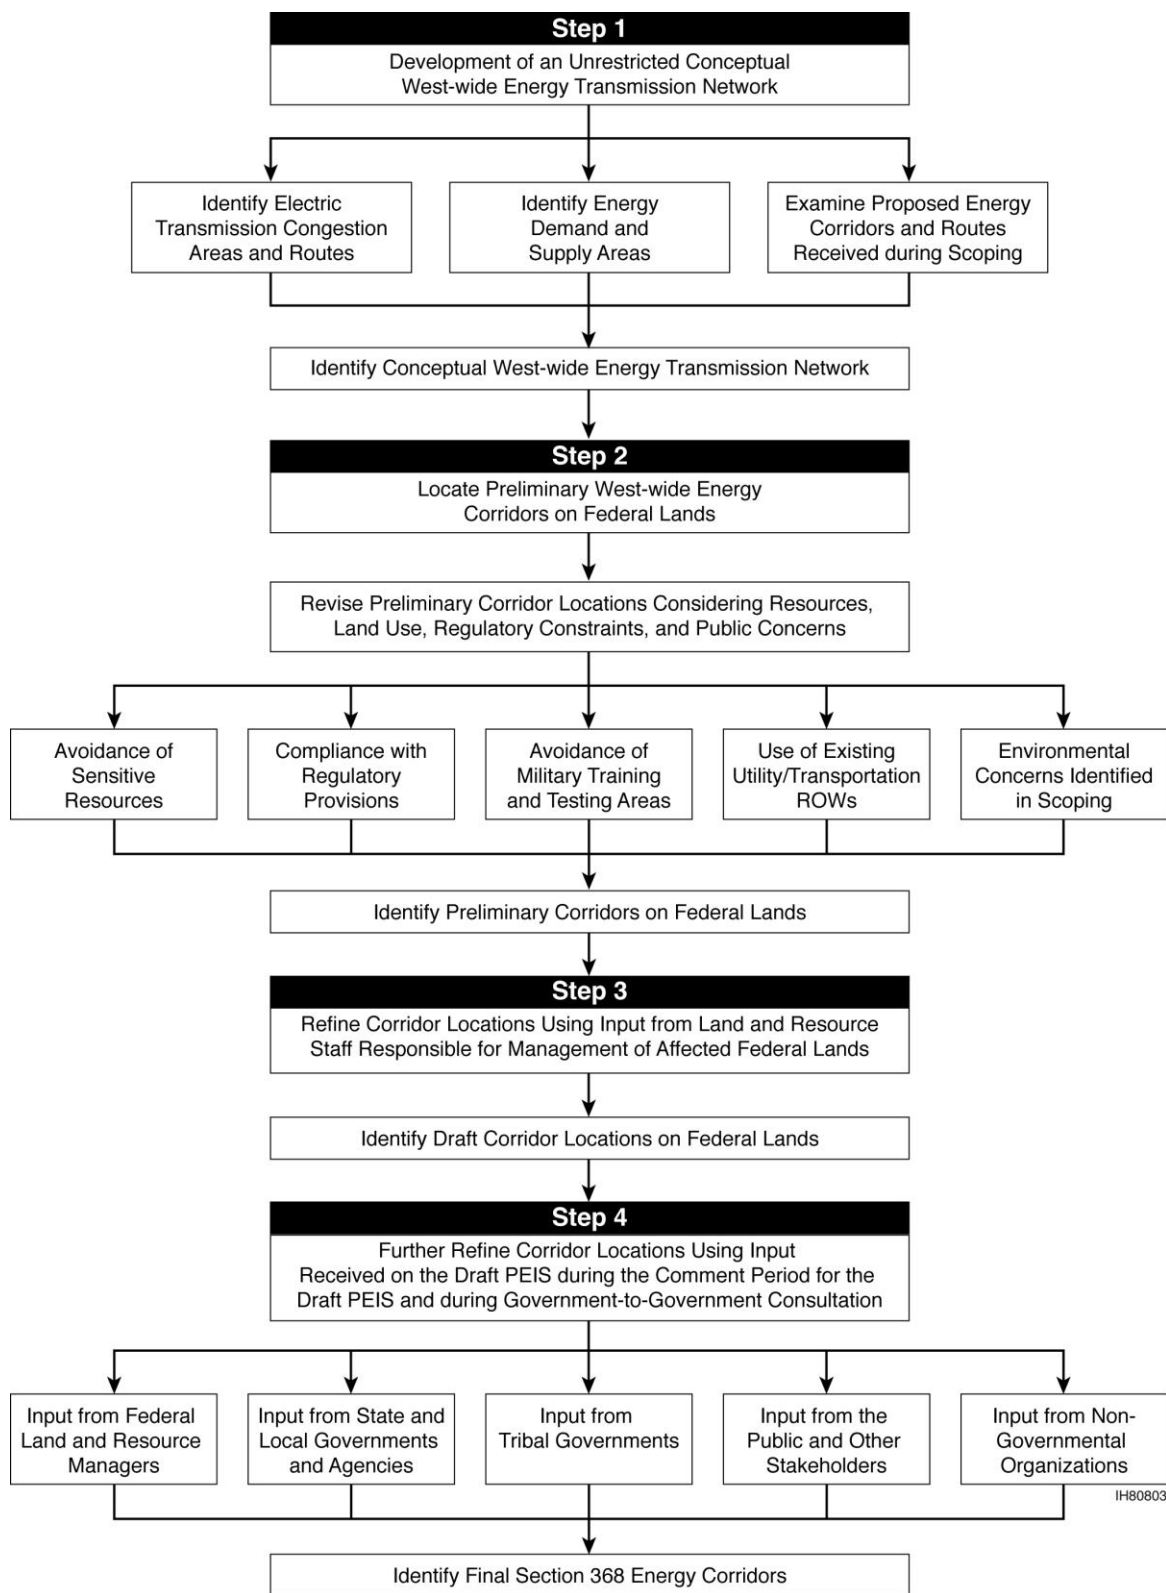 Step 1
Development of an Unrestricted Conceptual
West-wide Energy Transmission Network
Identify Electric
Transmission Congestion
Areas and Routes
Identify Energy
Demand and
Supply Areas
Examine Proposed Energy
Corridors and Routes
Received during Scoping
Identify Conceptual West-wide Energy Transmission Network
Step 2
Locate Preliminary West-wide Energy
Corridors on Federal Lands
Revise Preliminary Corridor Locations Considering Resources,
Land Use, Regulatory Constraints, and Public Concerns
Avoidance of
Sensitive
Resources
Compliance with
Regulatory
Provisions
Avoidance of
Military Training
and Testing Areas
Use of Existing
Utility/Transportation
ROWs
Environmental
Concerns Identified
in Scoping
Identify Preliminary Corridors on Federal Lands
Step 3
Refine Corridor Locations Using Input from Land and Resource
Staff Responsible for Management of Affected Federal Lands
Identify Draft Corridor Locations on Federal Lands
Step 4
Further Refine Corridor Locations Using Input
Received on the Draft PEIS during the Comment Period for the
Draft PEIS and during Government-to-Government Consultation
Input from Federal
Land and Resource
Managers
Input from State and
Local Governments
and Agencies
Input from
Tribal Governments
Input from the
Public and Other
Stakeholders
Input from Non-
Governmental
Organizations
IH80803
Identify Final Section 368 Energy Corridors